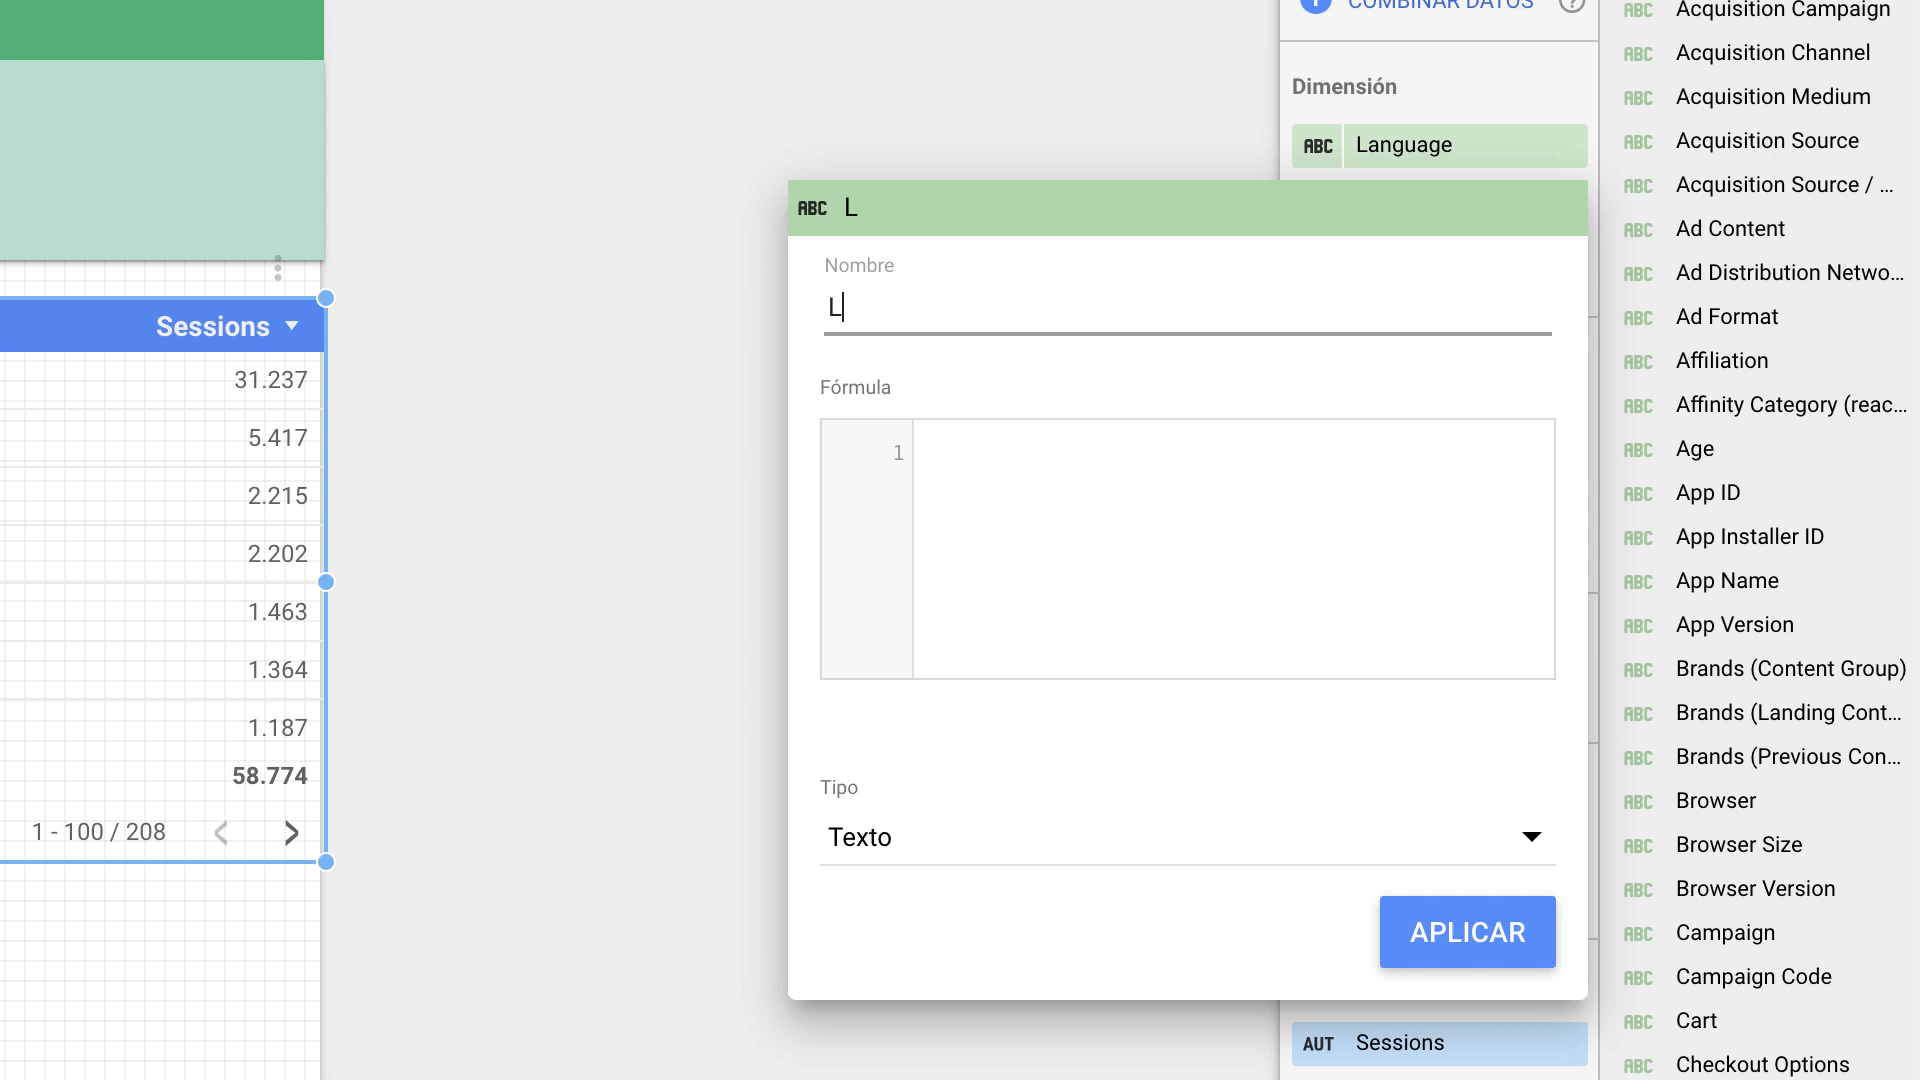 COMBINAR DATOS
Dimensión
ABC Language
ABC L
Nombre
L
Fórmula
1
Tipo
Texto
APLICAR
AUT Sessions
Sessions
31.237
5.417
2.215
2.202
1.463
1.364
1.187
58.774
1 - 100 / 208
ABC Acquisition Campaign
ABC Acquisition Channel
ABC Acquisition Medium
ABC Acquisition Source
ABC Acquisition Source / ...
ABC Ad Content
ABC Ad Distribution Netwo...
ABC Ad Format
ABC Affiliation
ABC Affinity Category (reac...
ABC Age
ABC App ID
ABC App Installer ID
ABC App Name
ABC App Version
ABC Brands (Content Group)
ABC Brands (Landing Cont...
ABC Brands (Previous Con...
ABC Browser
ABC Browser Size
ABC Browser Version
ABC Campaign
ABC Campaign Code
ABC Cart
ABC Checkout Options